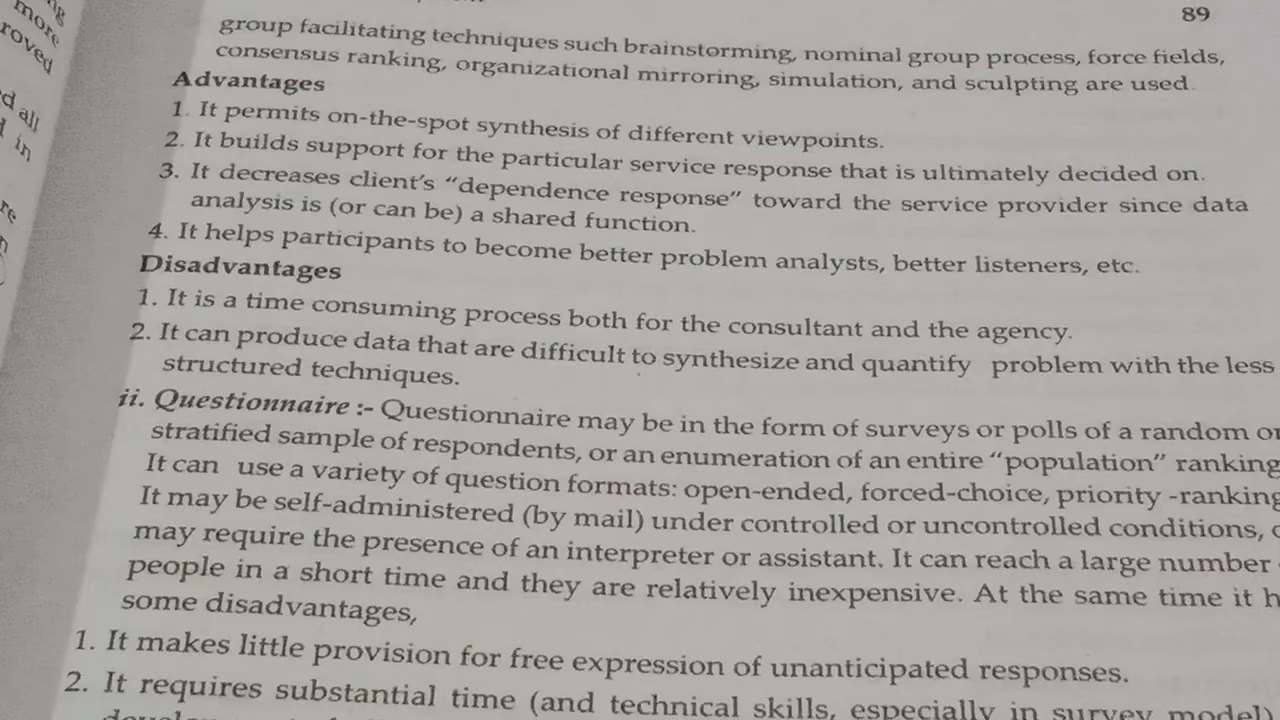 89
group facilitating techniques such brainstorming, nominal group process, force fields,
consensus ranking, organizational mirroring, simulation, and sculpting are used.
Advantages
1. It permits on-the-spot synthesis of different viewpoints.
2. It builds support for the particular service response that is ultimately decided on.
3. It decreases client's “dependence response” toward the service provider since data
analysis is (or can be) a shared function.
4. It helps participants to become better problem analysts, better listeners, etc.
Disadvantages
1. It is a time consuming process both for the consultant and the agency.
2. It can produce data that are difficult to synthesize and quantify problem with the less
structured techniques.
ii. Questionnaire :- Questionnaire may be in the form of surveys or polls of a random
stratified sample of respondents, or an enumeration of an entire “population” ranking
It can use a variety of question formats: open-ended, forced-choice, priority -ranking
It may be self-administered (by mail) under controlled or uncontrolled conditions,
may require the presence of an interpreter or assistant. It can reach a large number
people in a short time and they are relatively inexpensive. At the same time it
some disadvantages,
1. It makes little provision for free expression of unanticipated responses.
2. It requires substantial time (and technical skills, especially in survey model)
more
all
in